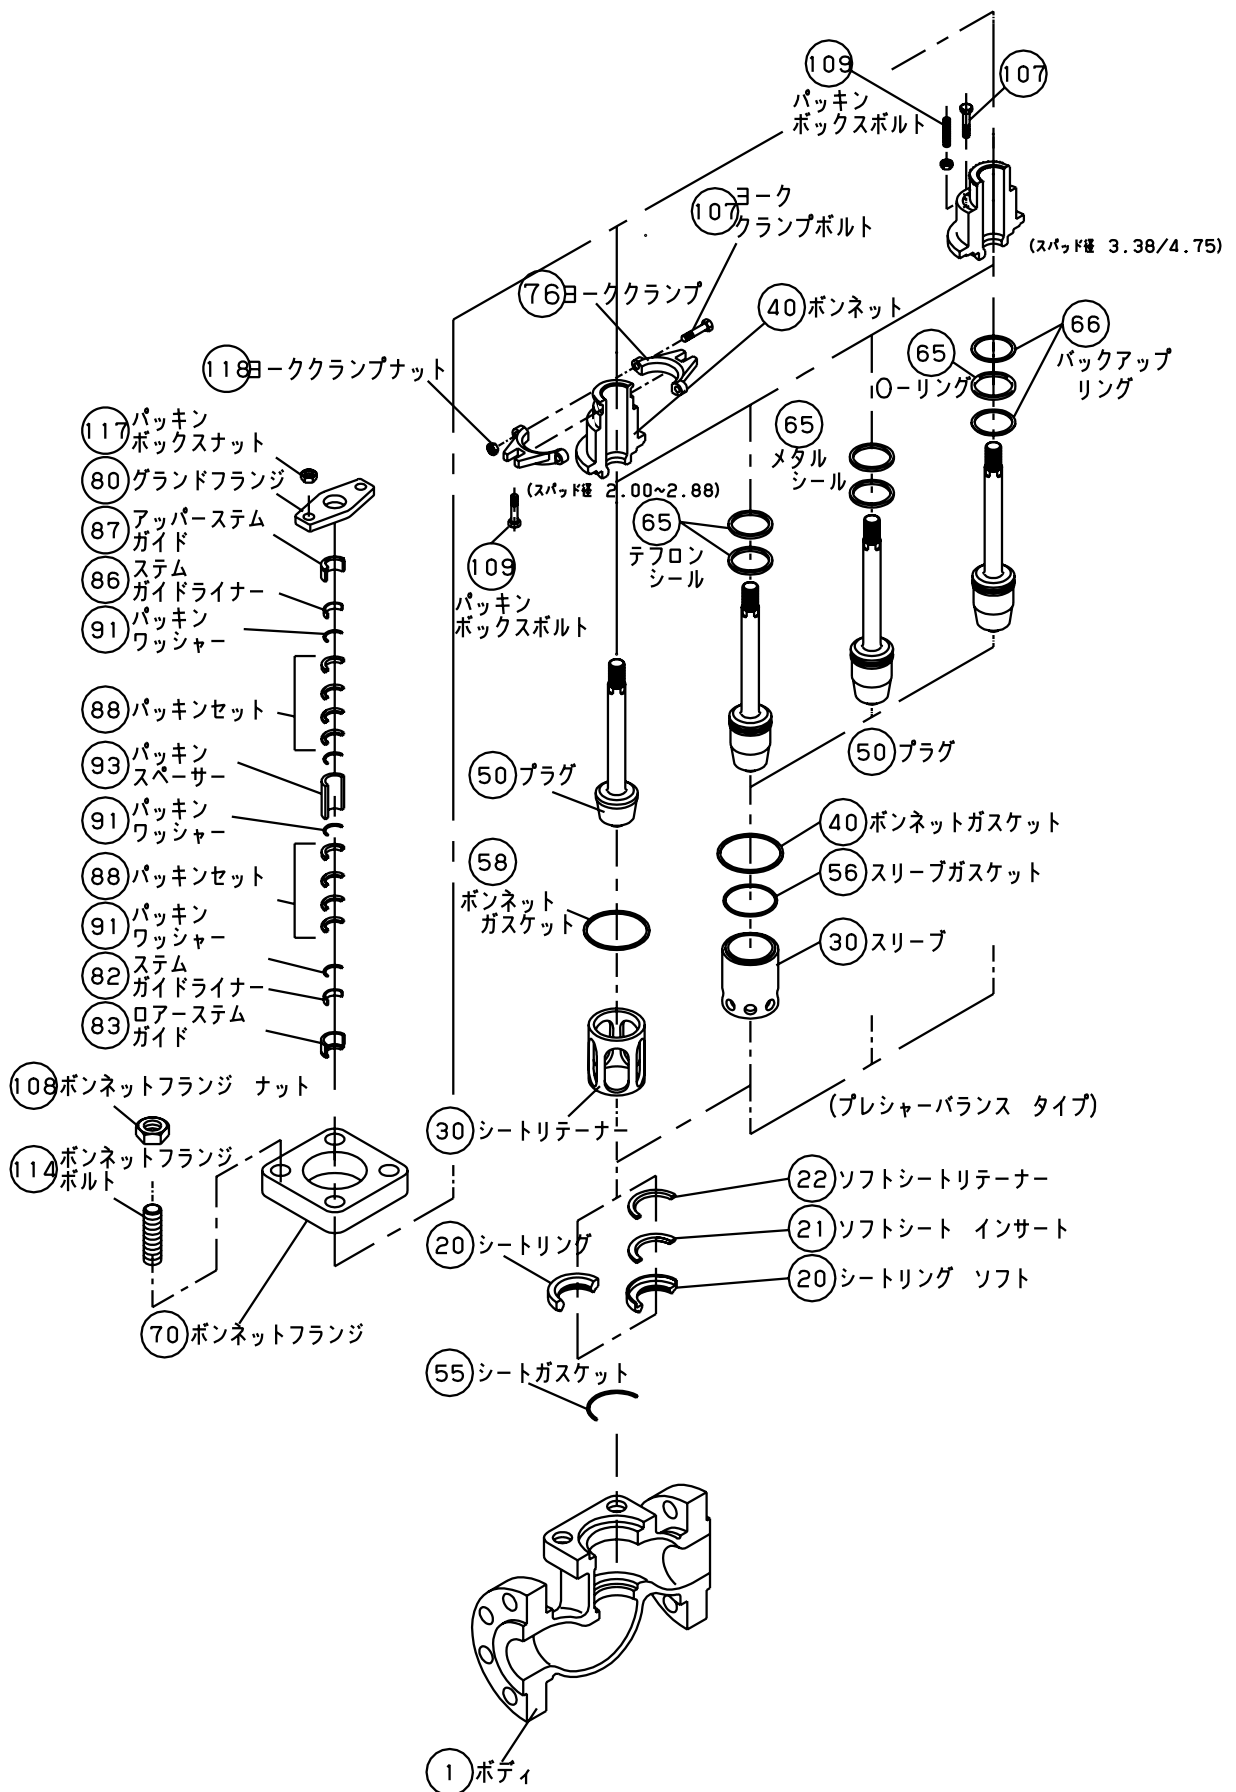 109
107
パッキン
ボックスボルト
107
ヨーク
クランプボルト
(スパッド径 3.38/4.75)
76
ヨーククランプ
40
ボンネット
66
バックアップ
リング
65
O-リング
118
ヨーククランプナット
117
パッキン
ボックスナット
65
メタル
シール
80
グランドフランジ
(スパッド径 2.00~2.88)
87
アッパーステム
ガイド
65
テフロン
シール
109
パッキン
ボックスボルト
86
ステム
ガイドライナー
91
パッキン
ワッシャー
88
パッキンセット
93
パッキン
スペーサー
50
プラグ
50
プラグ
91
パッキン
ワッシャー
40
ボンネットガスケット
58
ボンネット
ガスケット
88
パッキンセット
56
スリーブガスケット
91
パッキン
ワッシャー
30
スリーブ
82
ステム
ガイドライナー
83
ロアーステム
ガイド
108
ボンネットフランジ ナット
(プレシャーバランス タイプ)
30
シートリテーナー
114
ボンネットフランジ
ボルト
22
ソフトシートリテーナー
21
ソフトシート インサート
20
シートリング
20
シートリング ソフト
70
ボンネットフランジ
55
シートガスケット
1
ボディ